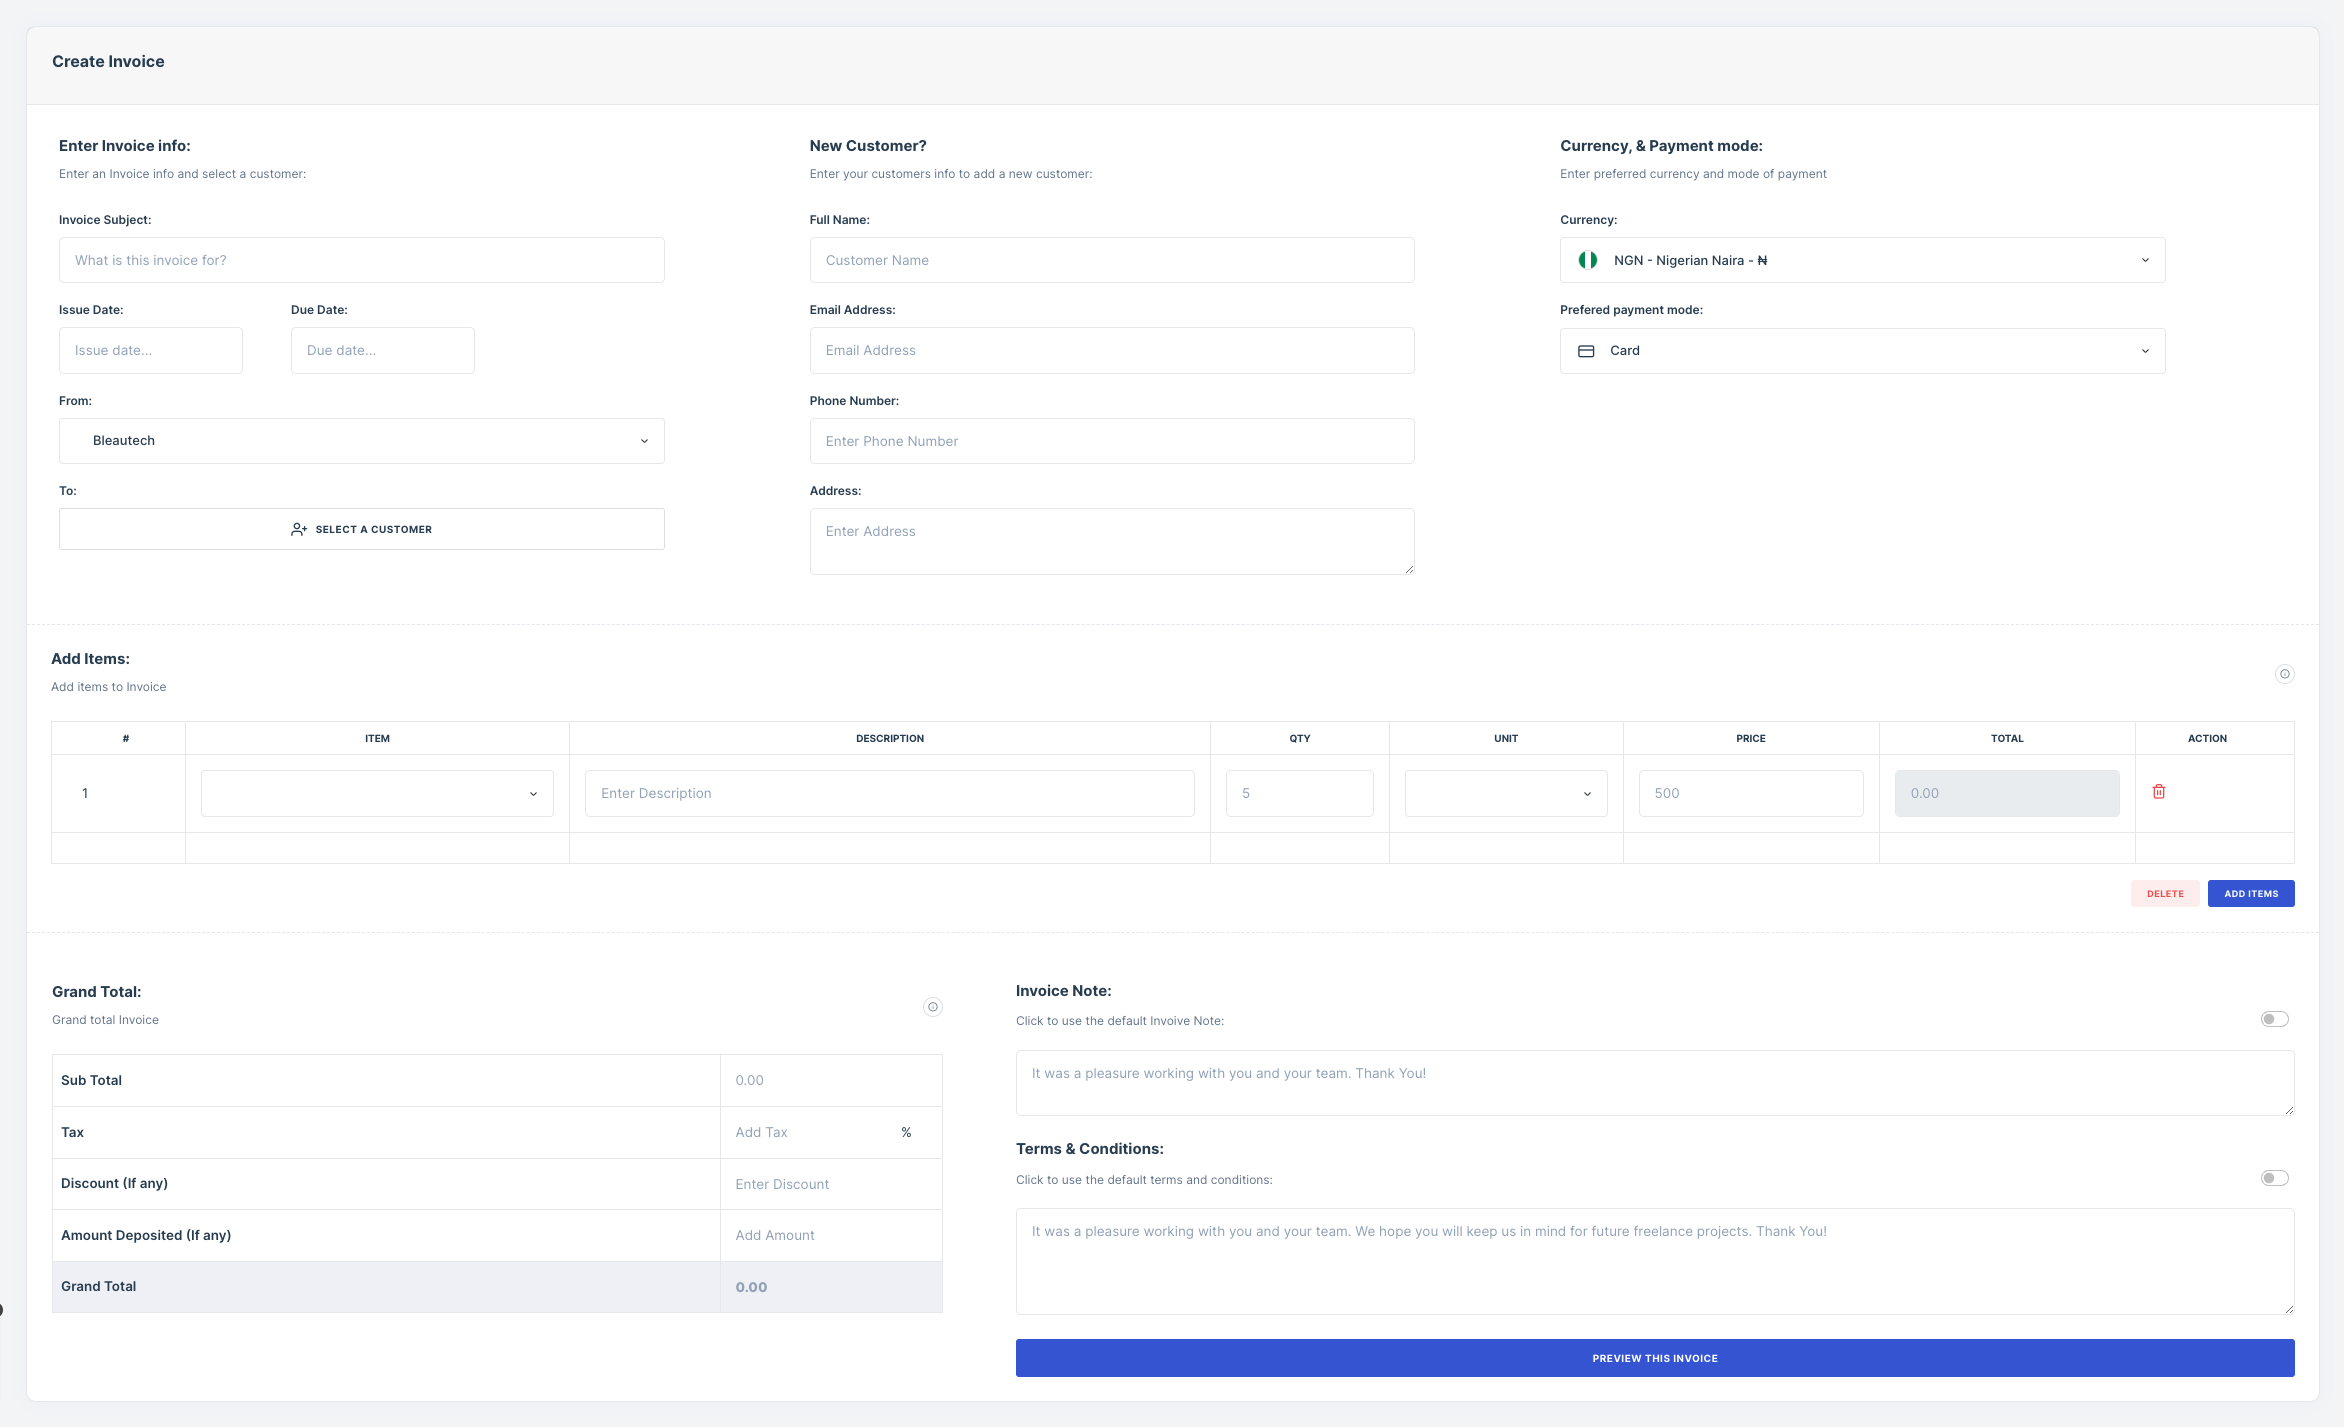 Create Invoice
Enter Invoice info:
Enter an Invoice info and select a customer:
Invoice Subject:
What is this invoice for?
Issue Date:
Due Date:
Issue date...
Due date...
From:
Bleautech
To:
SELECT A CUSTOMER
New Customer?
Enter your customers info to add a new customer:
Full Name:
Customer Name
Email Address:
Email Address
Phone Number:
Enter Phone Number
Address:
Enter Address
Currency, & Payment mode:
Enter preferred currency and mode of payment
Currency:
NGN - Nigerian Naira - ₦
Prefered payment mode:
Card
Add Items:
Add items to Invoice
# ITEM DESCRIPTION QTY UNIT PRICE TOTAL ACTION
1 Enter Description 5 500 0.00
DELETE ADD ITEMS
Grand Total:
Grand total Invoice
Sub Total 0.00
Tax Add Tax %
Discount (If any) Enter Discount
Amount Deposited (If any) Add Amount
Grand Total 0.00
Invoice Note:
Click to use the default Invoive Note:
It was a pleasure working with you and your team. Thank You!
Terms & Conditions:
Click to use the default terms and conditions:
It was a pleasure working with you and your team. We hope you will keep us in mind for future freelance projects. Thank You!
PREVIEW THIS INVOICE